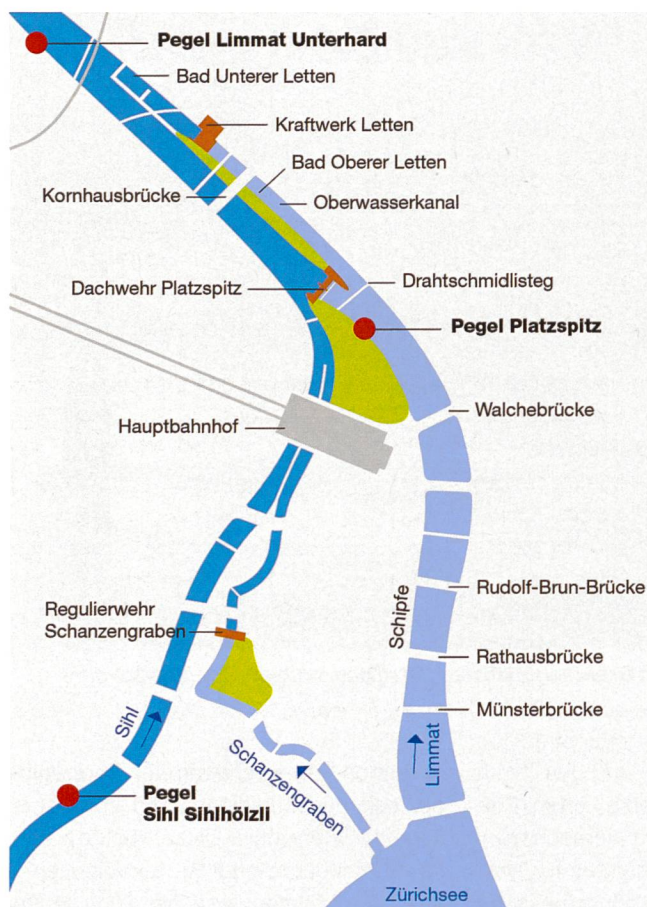 Pegel Limmat Unterhard
Bad Unterer Letten
Kraftwerk Letten
Bad Oberer Letten
Kornhausbrücke
Oberwasserkanal
Dachwehr Platzspitz
Drahtschmidlisteg
Pegel Platzspitz
Walchebrücke
Hauptbahnhof
Schipfe
Rudolf-Brun-Brücke
Regulierwehr
Schanzengraben
Rathausbrücke
Münsterbrücke
Sihl
Limmat
Schanzengraben
Pegel
Sihl Sihlhölzli
Zürichsee